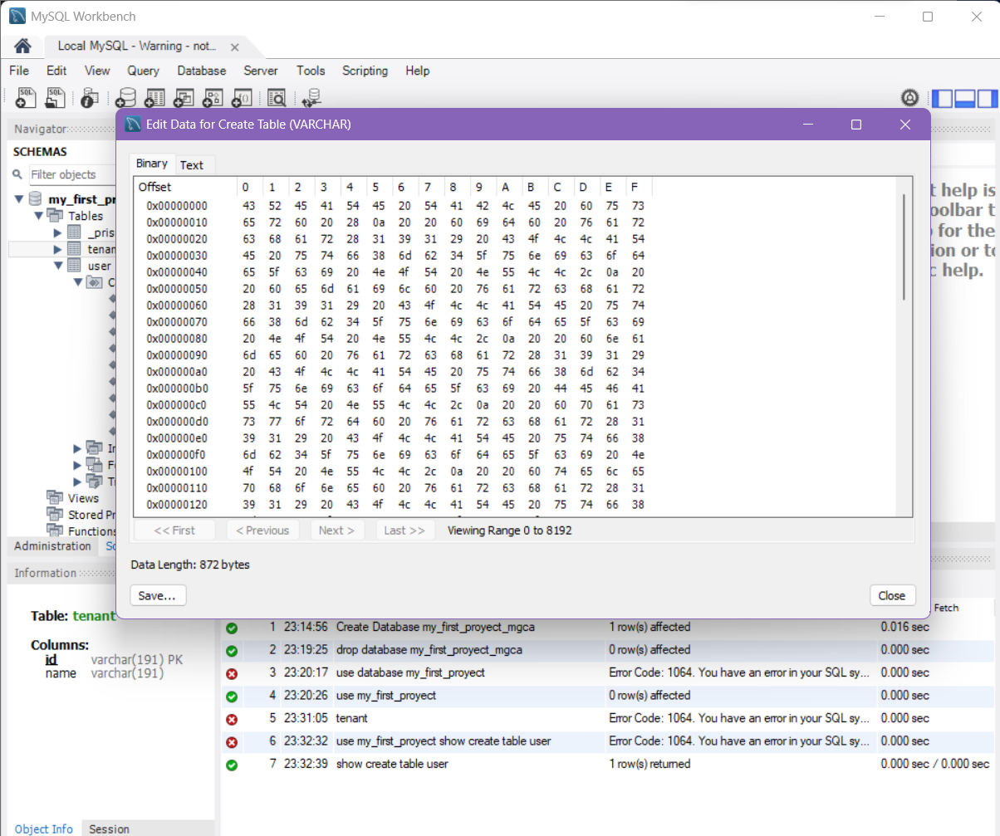 MySQL Workbench
Local MySQL - Warning - not...
File Edit View Query Database Server Tools Scripting Help
Navigator
SCHEMAS
Filter objects
my_first_pr
Tables
_pris
tenan
user
Views
Stored Pr
Functions
Administration
Information
Table: tenant
Columns:
id varchar(191) PK
name varchar(191)
Object Info Session
Edit Data for Create Table (VARCHAR)
Binary Text
Offset 0 1 2 3 4 5 6 7 8 9 A B C D E F
0x00000000 43 52 45 41 54 45 20 54 41 42 4c 45 20 60 75 73
0x00000010 65 72 60 20 28 0a 20 20 60 69 64 60 20 76 61 72
0x00000020 63 68 61 72 28 31 39 31 29 20 43 4f 4c 4c 41 54
0x00000030 45 20 75 74 66 38 6d 62 34 5f 75 6e 69 63 6f 64
0x00000040 65 5f 63 69 20 4e 4f 54 20 4e 55 4c 4c 2c 0a 20
0x00000050 20 60 65 6d 61 69 6c 60 20 76 61 72 63 68 61 72
0x00000060 28 31 39 31 29 20 43 4f 4c 4c 41 54 45 20 75 74
0x00000070 66 38 6d 62 34 5f 75 6e 69 63 6f 64 65 5f 63 69
0x00000080 20 4e 4f 54 20 4e 55 4c 4c 2c 0a 20 20 60 6e 61
0x00000090 6d 65 60 20 76 61 72 63 68 61 72 28 31 39 31 29
0x000000a0 20 43 4f 4c 4c 41 54 45 20 75 74 66 38 6d 62 34
0x000000b0 5f 75 6e 69 63 6f 64 65 5f 63 69 20 44 45 46 41
0x000000c0 55 4c 54 20 4e 55 4c 4c 2c 0a 20 20 60 70 61 73
0x000000d0 73 77 6f 72 64 60 20 76 61 72 63 68 61 72 28 31
0x000000e0 39 31 29 20 43 4f 4c 4c 41 54 45 20 75 74 66 38
0x000000f0 6d 62 34 5f 75 6e 69 63 6f 64 65 5f 63 69 20 4e
0x00000100 4f 54 20 4e 55 4c 4c 2c 0a 20 20 60 74 65 6c 65
0x00000110 70 68 6f 6e 65 60 20 76 61 72 63 68 61 72 28 31
0x00000120 39 31 29 20 43 4f 4c 4c 41 54 45 20 75 74 66 38
<< First < Previous Next > Last >> Viewing Range 0 to 8192
Data Length: 872 bytes
Save... Close
t help is
oolbar t
for the
ion or to
c help.
Fetch
1 23:14:56 Create Database my_first_proyect_mgca 1 row(s) affected 0.016 sec
2 23:19:25 drop database my_first_proyect_mgca 0 row(s) affected 0.000 sec
3 23:20:17 use database my_first_proyect Error Code: 1064. You have an error in your SQL sy... 0.000 sec
4 23:20:26 use my_first_proyect 0 row(s) affected 0.000 sec
5 23:31:05 tenant Error Code: 1064. You have an error in your SQL sy... 0.000 sec
6 23:32:32 use my_first_proyect show create table user Error Code: 1064. You have an error in your SQL sy... 0.000 sec
7 23:32:39 show create table user 1 row(s) returned 0.000 sec / 0.000 sec